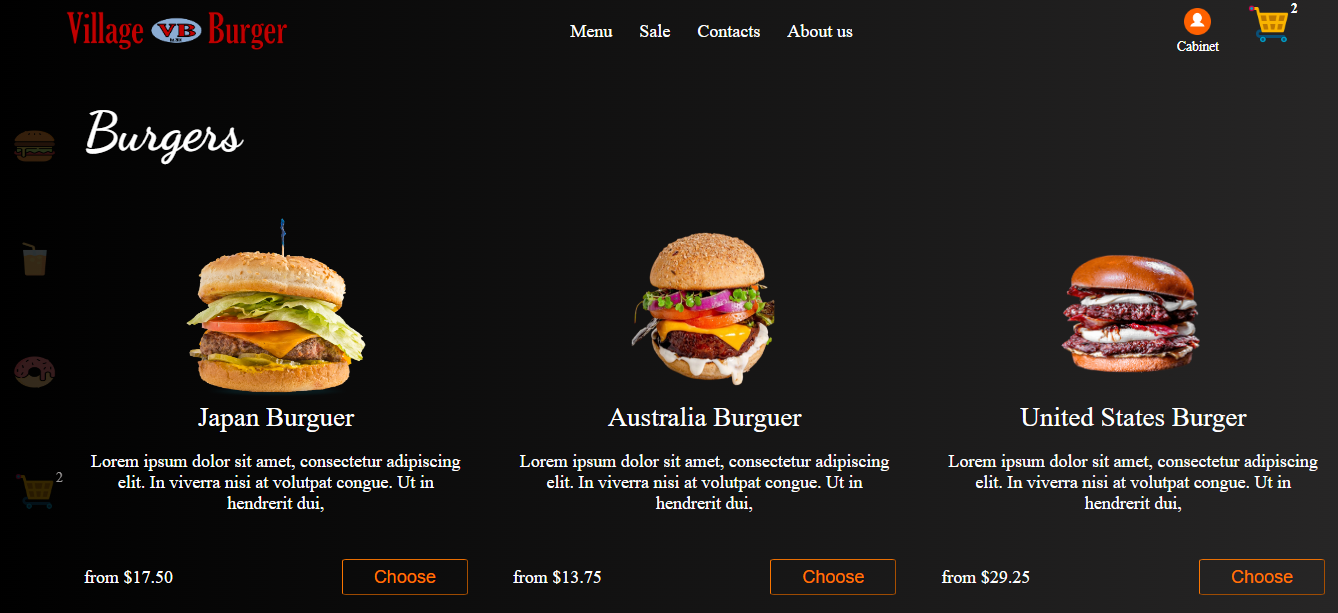 Village VB Burger
Menu Sale Contacts About us
2
Cabinet
Burgers
Japan Burguer
Lorem ipsum dolor sit amet, consectetur adipiscing
elit. In viverra nisi at volutpat congue. Ut in
hendrerit dui,
from $17.50
Choose
Australia Burguer
Lorem ipsum dolor sit amet, consectetur adipiscing
elit. In viverra nisi at volutpat congue. Ut in
hendrerit dui,
from $13.75
Choose
United States Burger
Lorem ipsum dolor sit amet, consectetur adipiscing
elit. In viverra nisi at volutpat congue. Ut in
hendrerit dui,
from $29.25
Choose
2